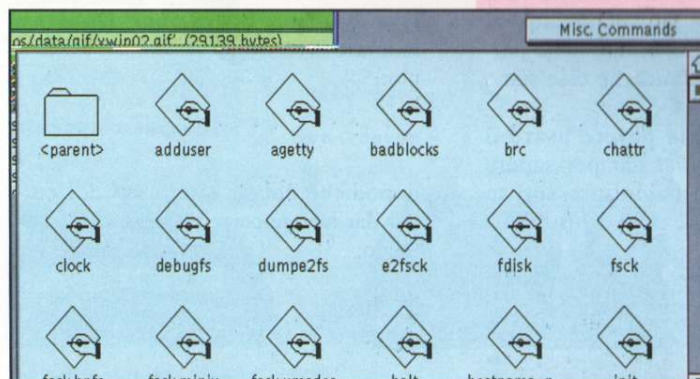 os/data/gif/xwin02.gif' (29139 bytes)
Misc. Commands
<parent> adduser agetty badblocks brc chattr
clock debugfs dumpe2fs e2fsck fdisk fsck
halt init